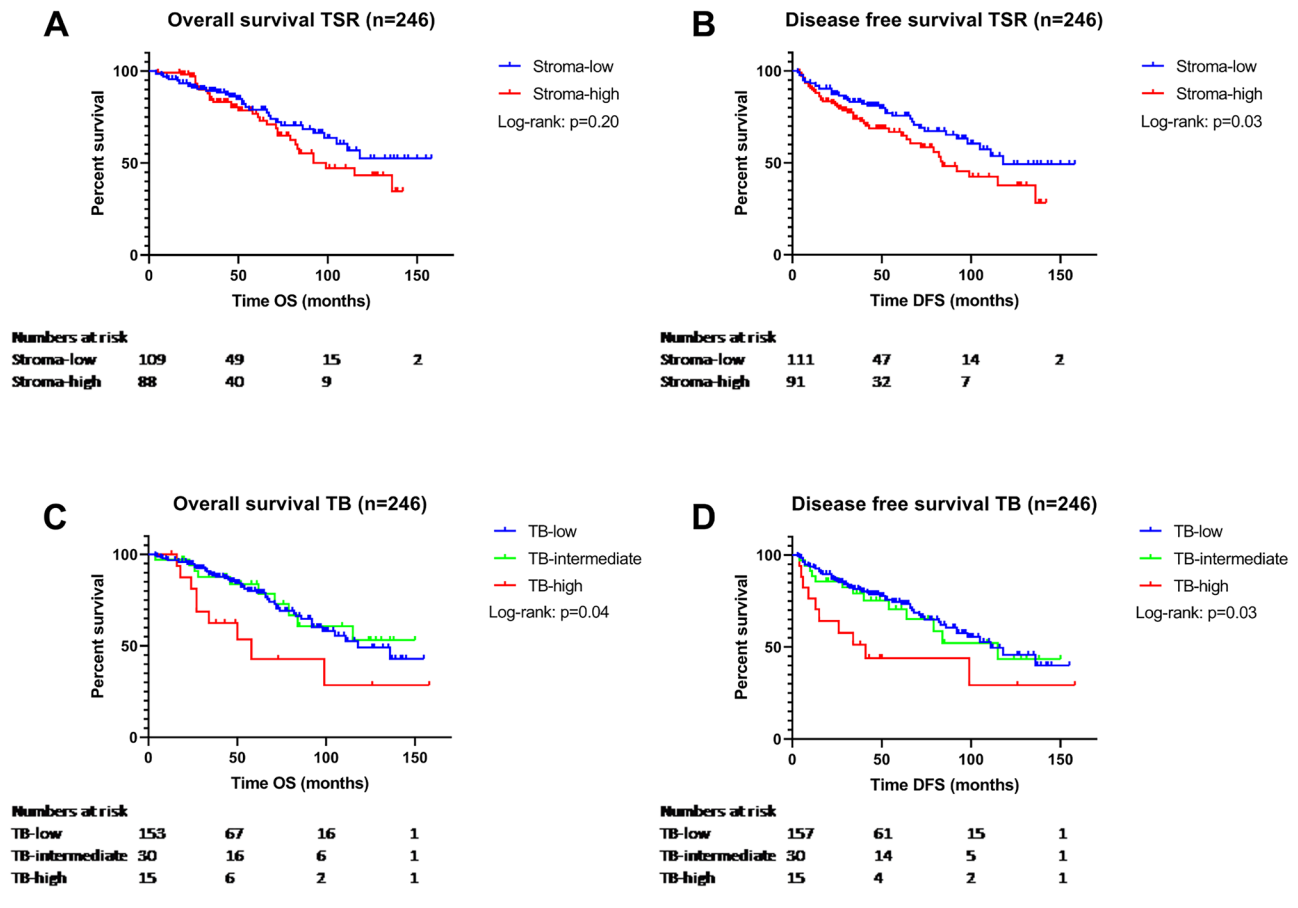 A
Overall survival TSR (n=246)
100
50
0
Percent survival
0 50 100 150
Time OS (months)
Stroma-low
Stroma-high
Log-rank: p=0.20
Numbers at risk
Stroma-low 109 49 15 2
Stroma-high 88 40 9
B
Disease free survival TSR (n=246)
100
50
0
Percent survival
0 50 100 150
Time DFS (months)
Stroma-low
Stroma-high
Log-rank: p=0.03
Numbers at risk
Stroma-low 111 47 14 2
Stroma-high 91 32 7
C
Overall survival TB (n=246)
100
50
0
Percent survival
0 50 100 150
Time OS (months)
TB-low
TB-intermediate
TB-high
Log-rank: p=0.04
Numbers at risk
TB-low 153 67 16 1
TB-intermediate 30 16 6 1
TB-high 15 6 2 1
D
Disease free survival TB (n=246)
100
50
0
Percent survival
0 50 100 150
Time DFS (months)
TB-low
TB-intermediate
TB-high
Log-rank: p=0.03
Numbers at risk
TB-low 157 61 15 1
TB-intermediate 30 14 5 1
TB-high 15 4 2 1